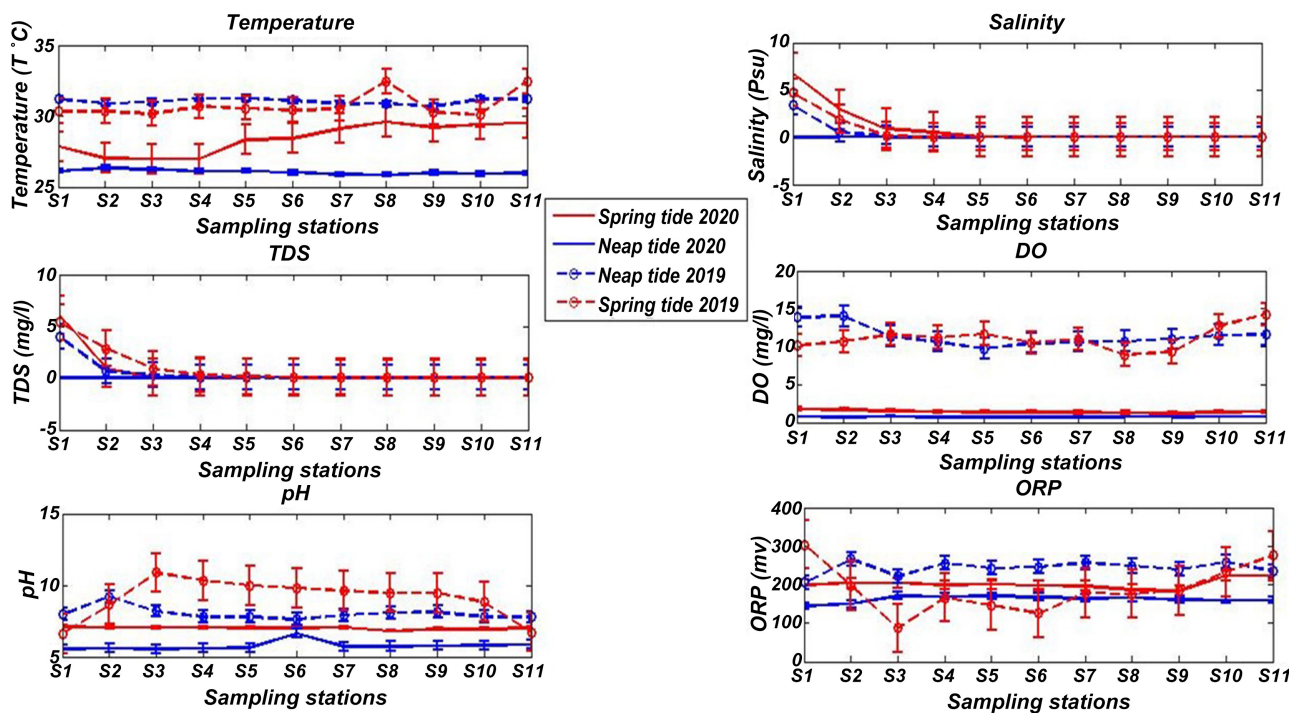 Temperature
Temperature (T °C)
35
30
25
20
S1 S2 S3 S4 S5 S6 S7 S8 S9 S10 S11
Sampling stations
Salinity
Salinity (Psu)
10
5
0
-5
S1 S2 S3 S4 S5 S6 S7 S8 S9 S10 S11
Sampling stations
Spring tide 2020
Neap tide 2020
Neap tide 2019
Spring tide 2019
TDS
TDS (mg/l)
10
5
0
-5
S1 S2 S3 S4 S5 S6 S7 S8 S9 S10 S11
Sampling stations
DO
DO (mg/l)
20
15
10
5
0
S1 S2 S3 S4 S5 S6 S7 S8 S9 S10 S11
Sampling stations
pH
pH
15
10
5
S1 S2 S3 S4 S5 S6 S7 S8 S9 S10 S11
Sampling stations
ORP
ORP (mv)
400
300
200
100
0
S1 S2 S3 S4 S5 S6 S7 S8 S9 S10 S11
Sampling stations